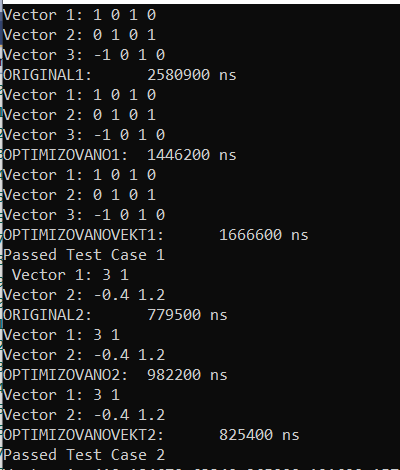 Vector 1: 1 0 1 0
Vector 2: 0 1 0 1
Vector 3: -1 0 1 0
ORIGINAL1:      2580900 ns
Vector 1: 1 0 1 0
Vector 2: 0 1 0 1
Vector 3: -1 0 1 0
OPTIMIZOVANO1:  1446200 ns
Vector 1: 1 0 1 0
Vector 2: 0 1 0 1
Vector 3: -1 0 1 0
OPTIMIZOVANOVEKT1:      1666600 ns
Passed Test Case 1
 Vector 1: 3 1
Vector 2: -0.4 1.2
ORIGINAL2:      779500 ns
Vector 1: 3 1
Vector 2: -0.4 1.2
OPTIMIZOVANO2:  982200 ns
Vector 1: 3 1
Vector 2: -0.4 1.2
OPTIMIZOVANOVEKT2:      825400 ns
Passed Test Case 2